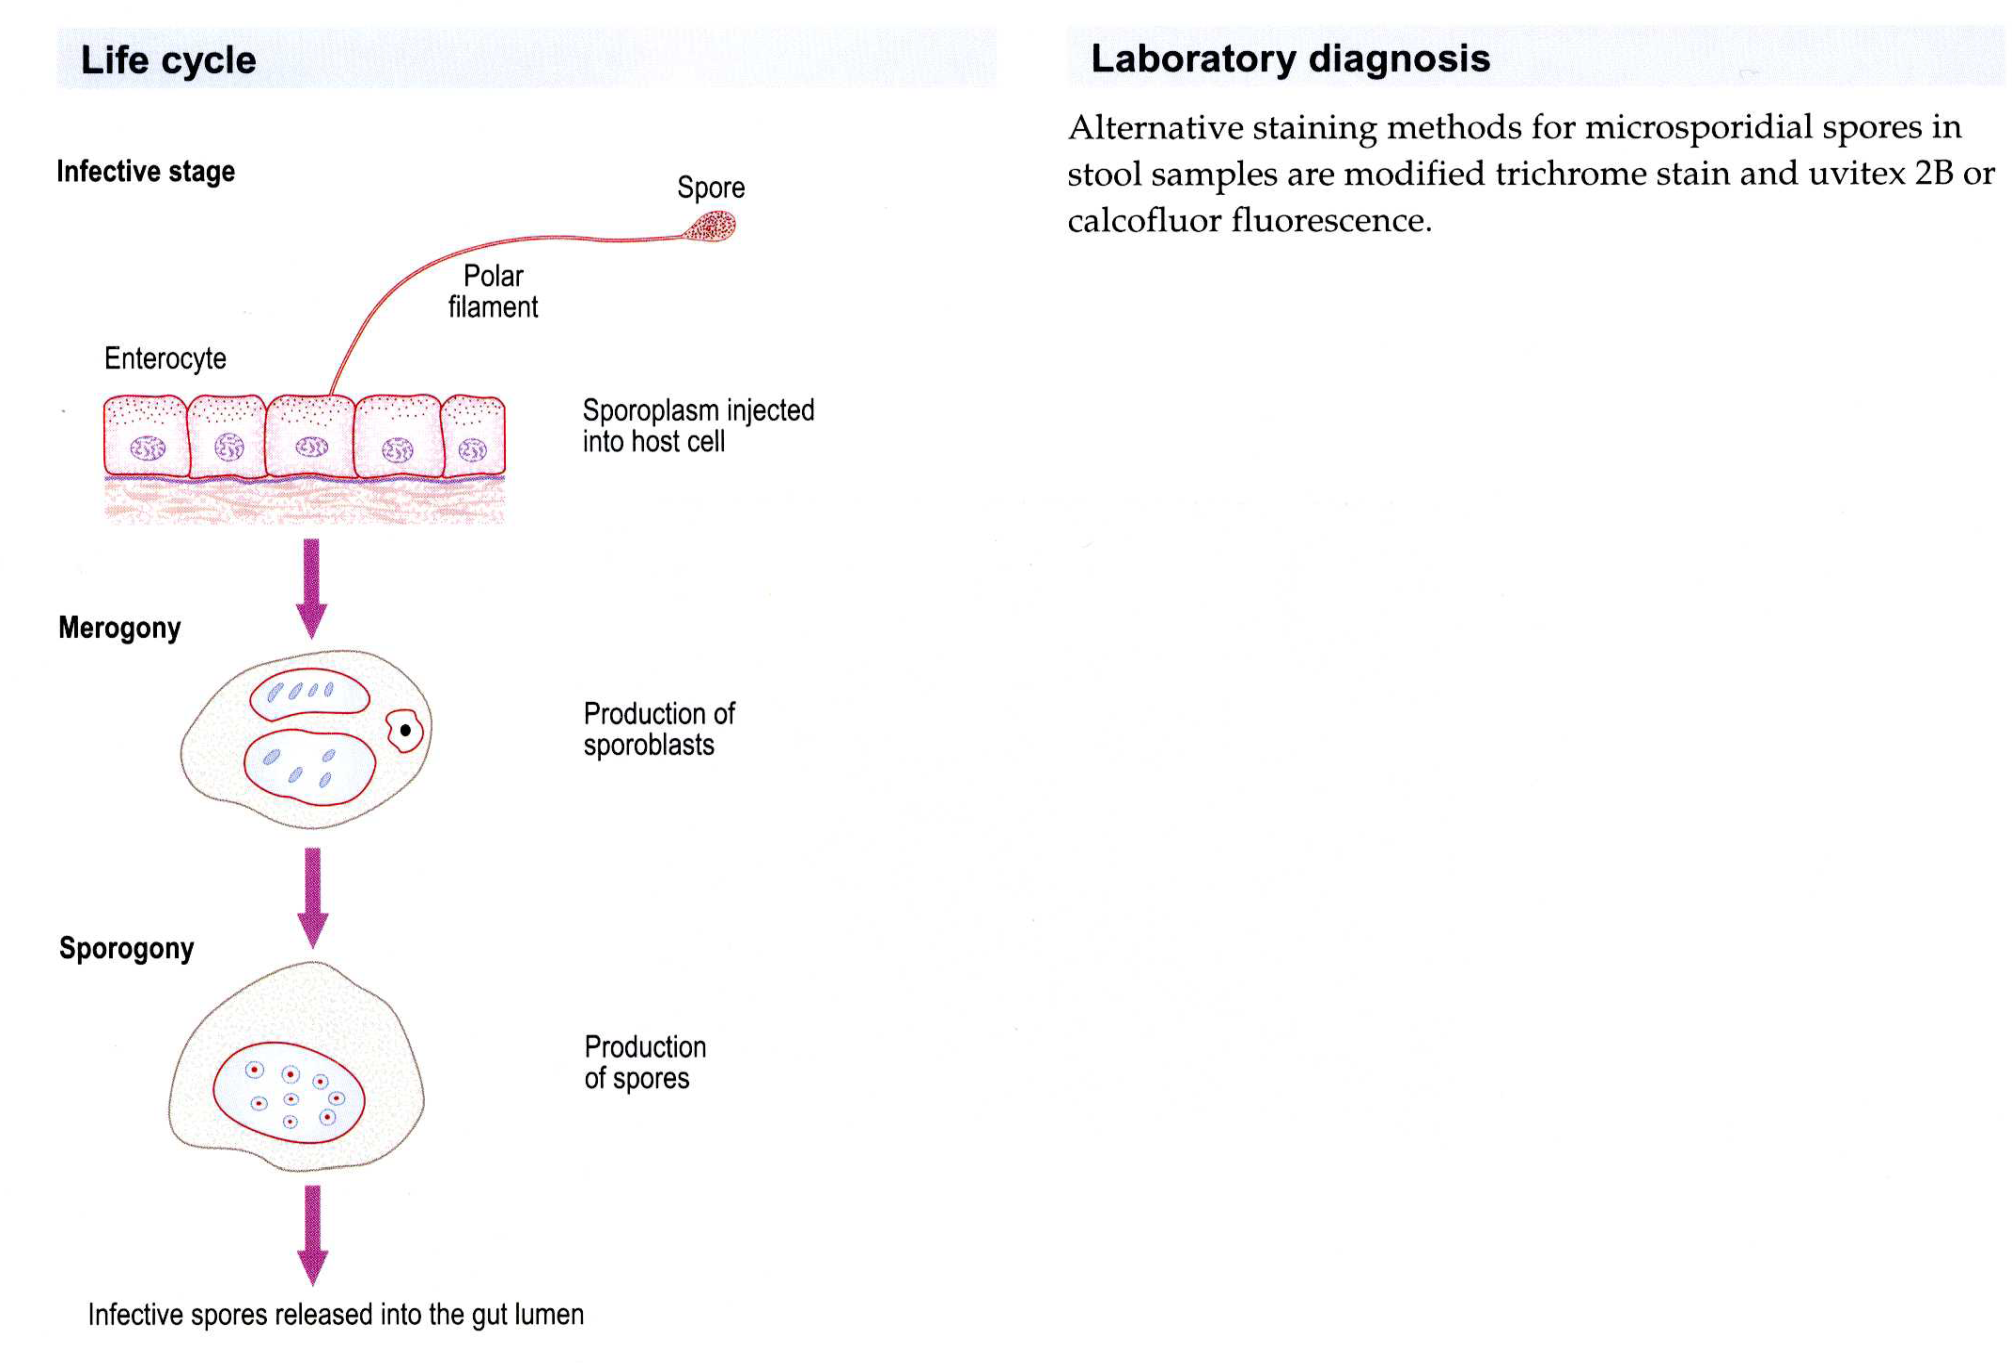 Life cycle
Infective stage
Spore
Polar
filament
Enterocyte
Sporoplasm injected
into host cell
Merogony
Production of
sporoblasts
Sporogony
Production
of spores
Infective spores released into the gut lumen
Laboratory diagnosis
Alternative staining methods for microsporidial spores in
stool samples are modified trichrome stain and uvitex 2B or
calcofluor fluorescence.